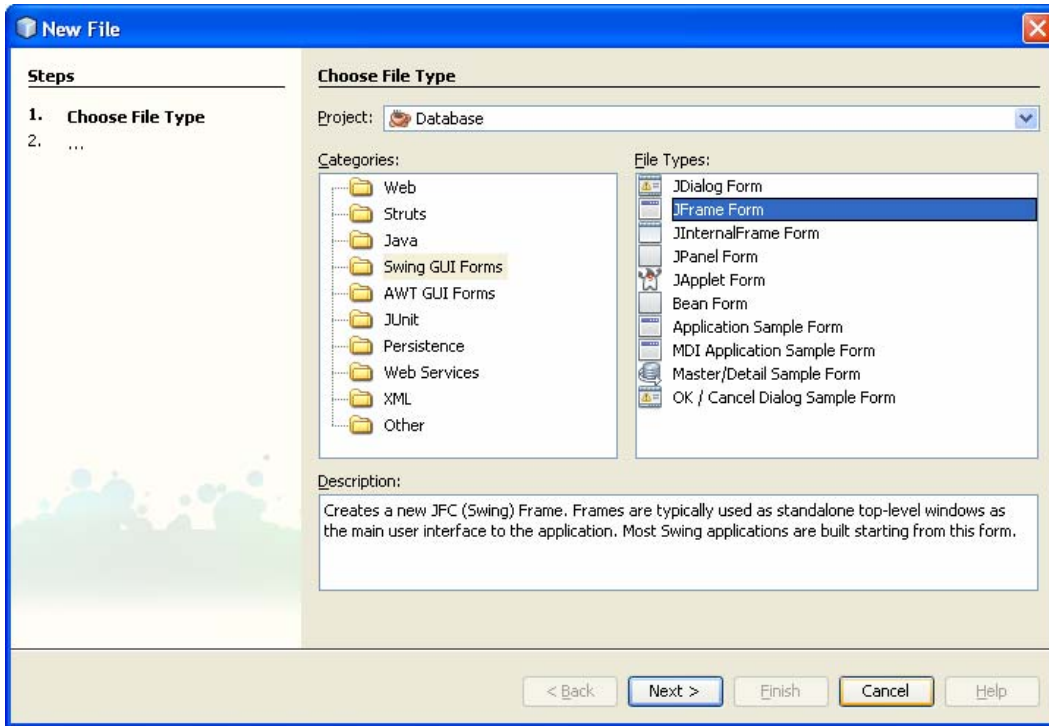 New File
Steps
1. Choose File Type
2. ...
Choose File Type
Project: Database
Categories:
Web
Struts
Java
Swing GUI Forms
AWT GUI Forms
JUnit
Persistence
Web Services
XML
Other
File Types:
JDialog Form
JFrame Form
JInternalFrame Form
JPanel Form
JApplet Form
Bean Form
Application Sample Form
MDI Application Sample Form
Master/Detail Sample Form
OK / Cancel Dialog Sample Form
Description:
Creates a new JFC (Swing) Frame. Frames are typically used as standalone top-level windows as
the main user interface to the application. Most Swing applications are built starting from this form.
< Back Next > Finish Cancel Help